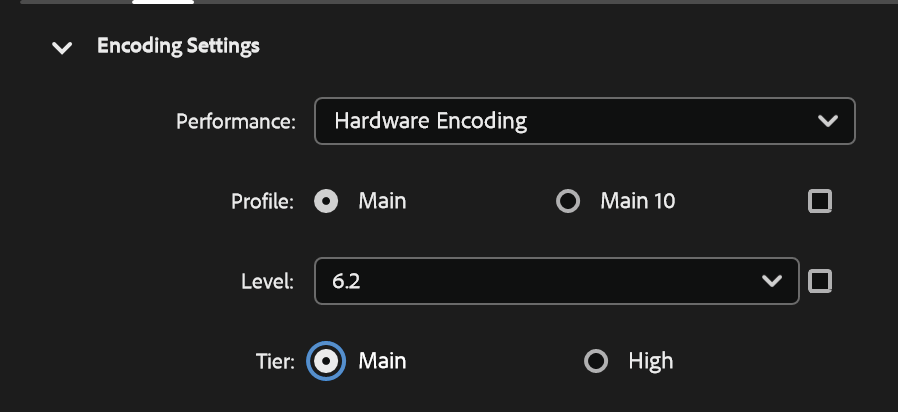 Encoding Settings
Performance: Hardware Encoding
Profile: Main Main 10
Level: 6.2
Tier: Main High